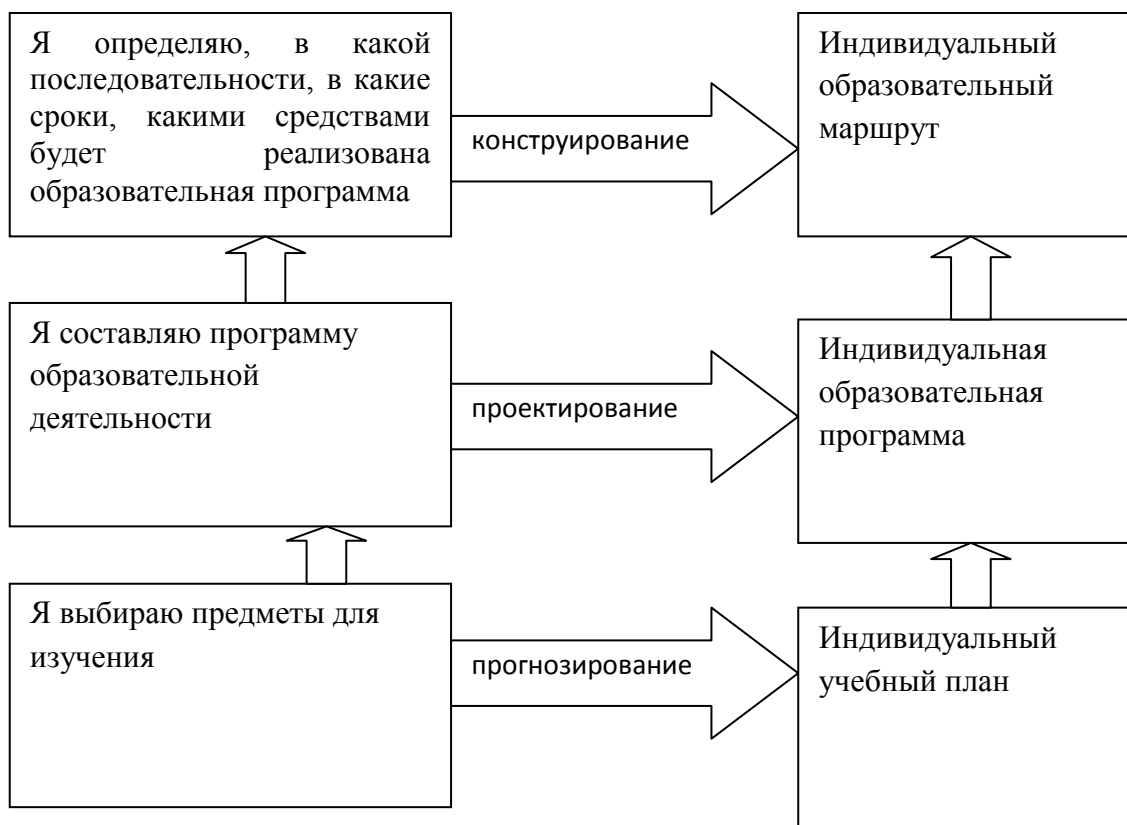 Я определяю, в какой
последовательности, в какие
сроки, какими средствами
будет реализована
образовательная программа
конструирование
Индивидуальный
образовательный
маршрут
Я составляю программу
образовательной
деятельности
проектирование
Индивидуальная
образовательная
программа
Я выбираю предметы для
изучения
прогнозирование
Индивидуальный
учебный план